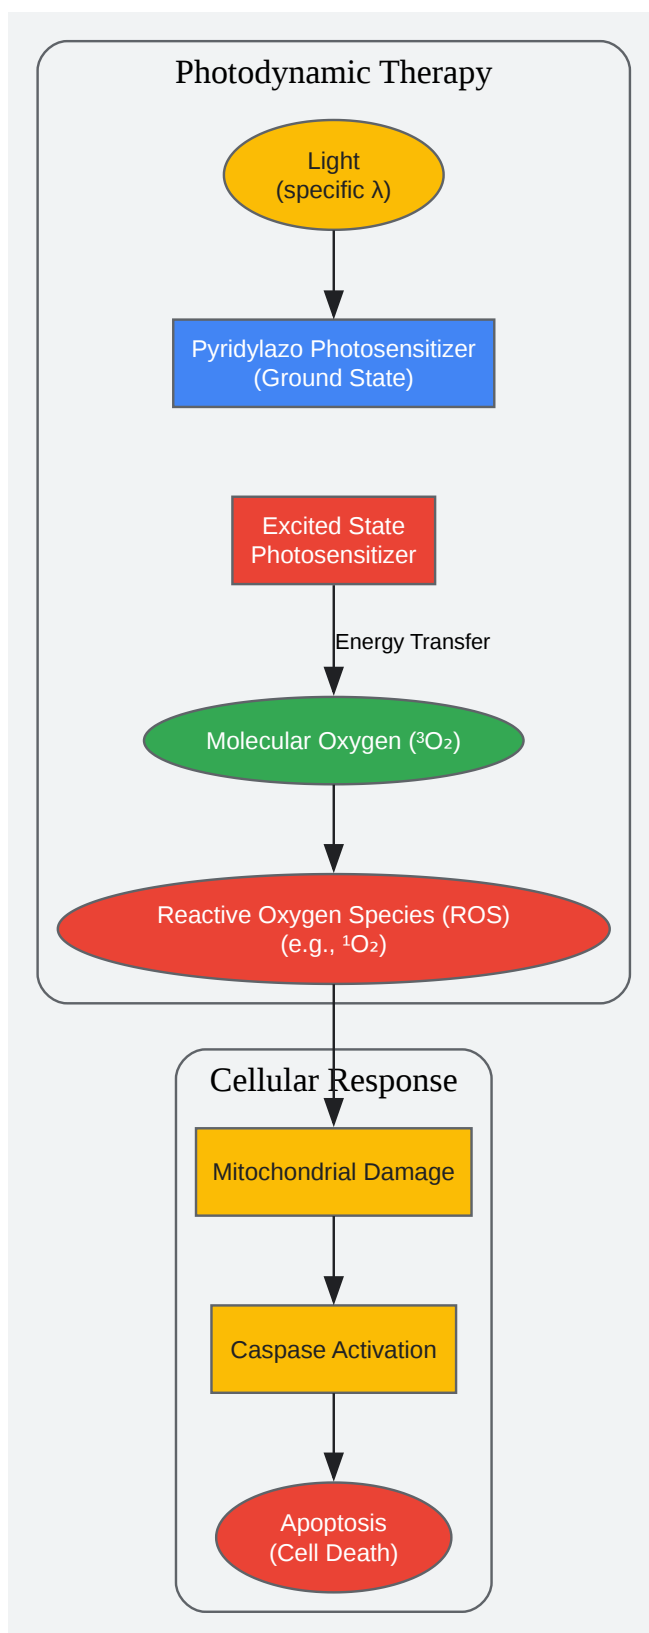 Photodynamic Therapy
Light
(specific λ)
Pyridylazo Photosensitizer
(Ground State)
Excited State
Photosensitizer
Energy Transfer
Molecular Oxygen (³O₂)
Reactive Oxygen Species (ROS)
(e.g., ¹O₂)
Cellular Response
Mitochondrial Damage
Caspase Activation
Apoptosis
(Cell Death)